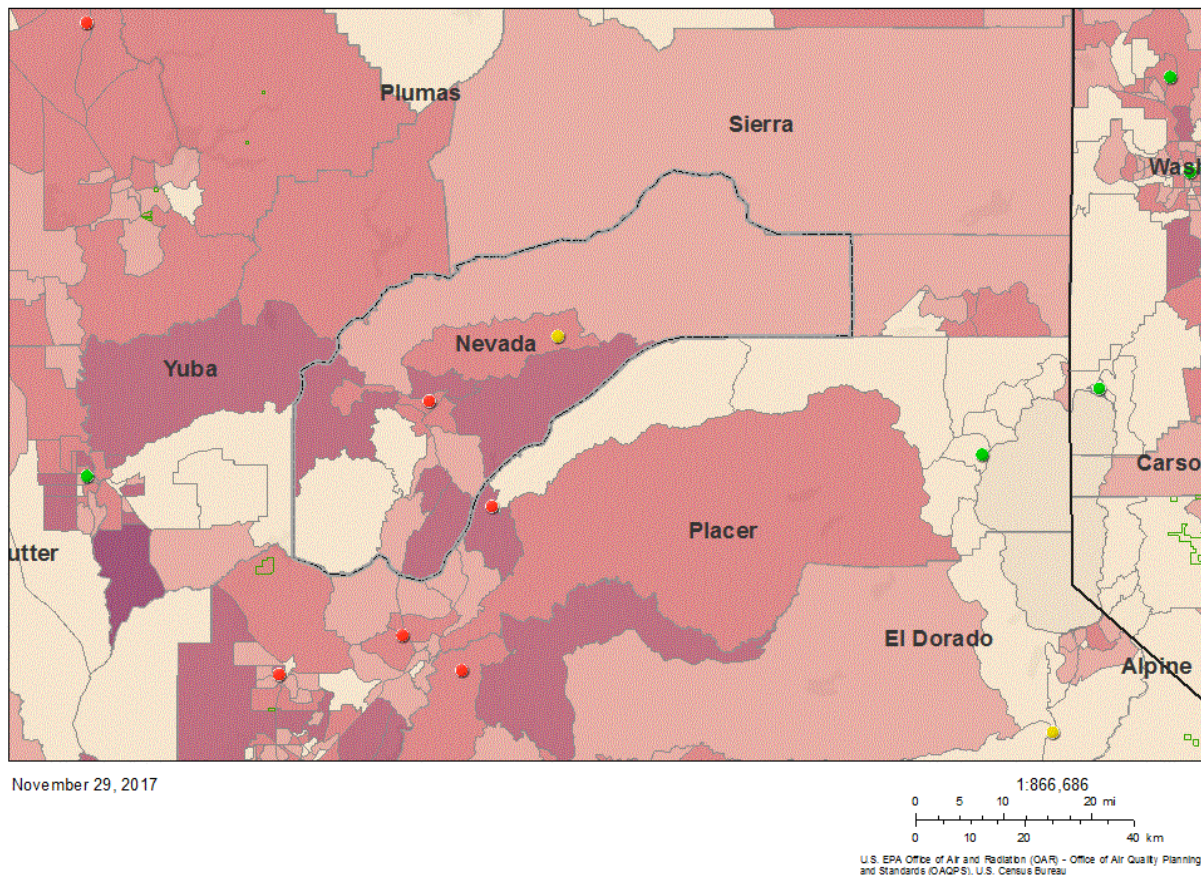 Plumas
Sierra
Wasl
Nevada
Yuba
Carso
utter
Placer
El Dorado
Alpine
November 29, 2017
1:866,686
0 5 10 20 mi
0 10 20 40 km
U.S. EPA Office of Air and Radiation (OAR) - Office of Air Quality Planning
and Standards (OAQPS), U.S. Census Bureau